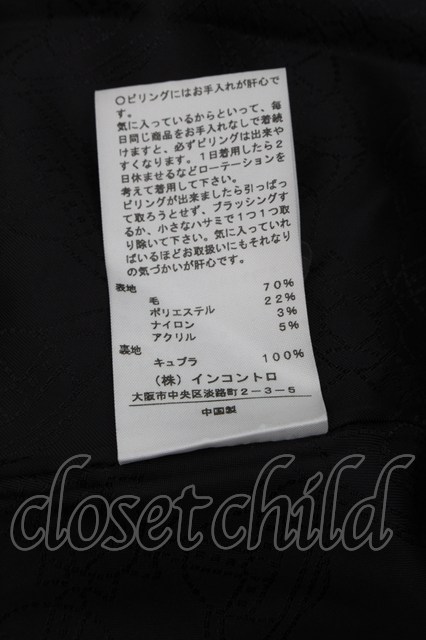 ○ピリングにはお手入れが肝心で
す。
気に入っているからといって、毎
日同じ商品をお手入れなしで着続
けますと、必ずピリングは出来や
すくなります。１日着用したら２
日休ませるなどローテーションを
考えて着用して下さい。
ピリングが出来ましたら引っぱっ
て取ろうとせず、ブラッシングす
るか、小さなハサミで１つ１つ取
り除いて下さい。気に入っていれ
ばいるほどお取扱いにもそれなり
の気づかいが肝心です。
表地
毛 70%
ポリエステル 22%
ナイロン 3%
アクリル 5%
裏地
キュプラ 100%
（株）インコントロ
大阪市中央区淡路町２－３－５
中国製
closet child